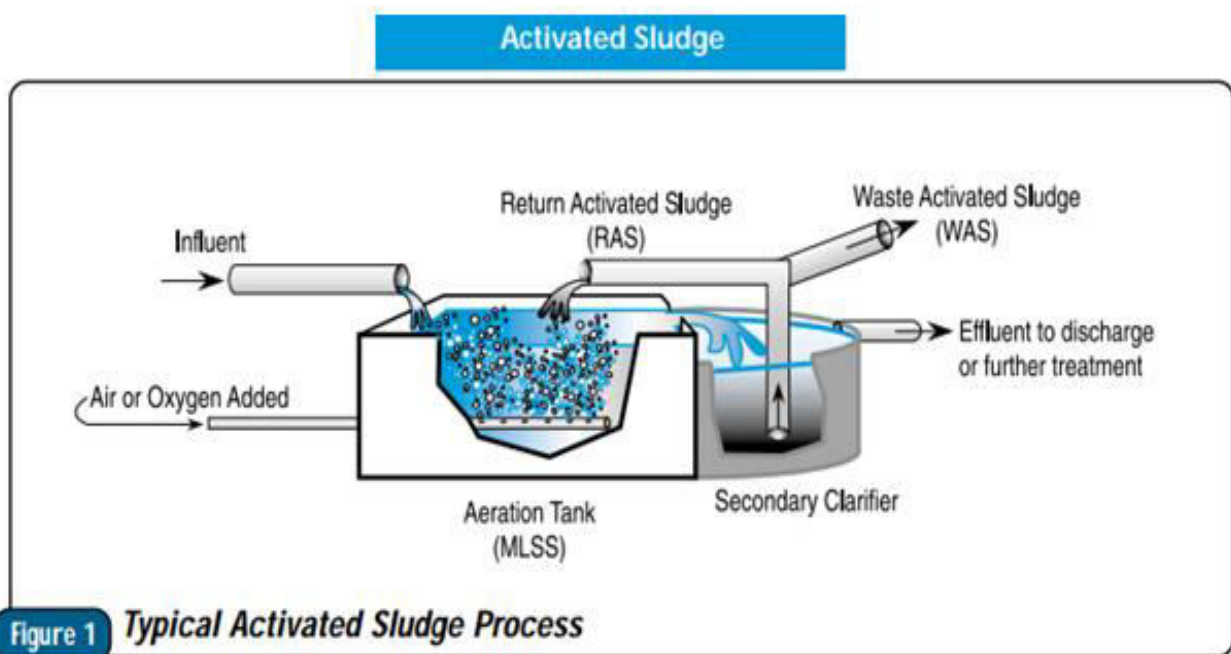 Activated Sludge
Return Activated Sludge
(RAS)
Waste Activated Sludge
(WAS)
Influent
Effluent to discharge
or further treatment
Air or Oxygen Added
Aeration Tank
(MLSS)
Secondary Clarifier
Figure 1 Typical Activated Sludge Process